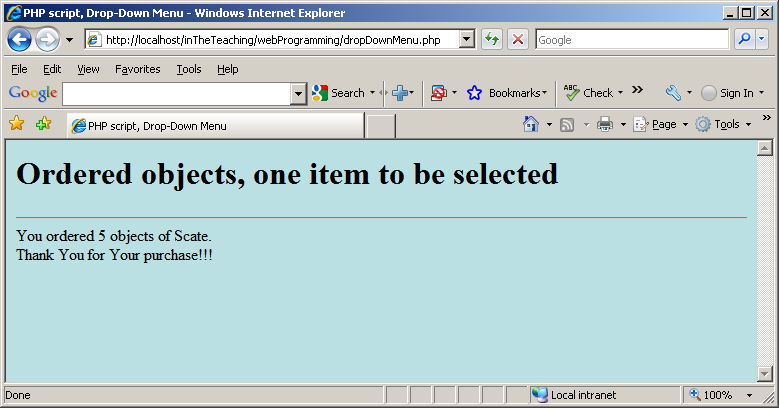 PHP script, Drop-Down Menu - Windows Internet Explorer
http://localhost/inTheTeaching/webProgramming/dropDownMenu.php
Google
File Edit View Favorites Tools Help
Google Search Bookmarks ABC Check Sign In
PHP script, Drop-Down Menu Page Tools
Ordered objects, one item to be selected
You ordered 5 objects of Scate.
Thank You for Your purchase!!!
Done Local intranet 100%